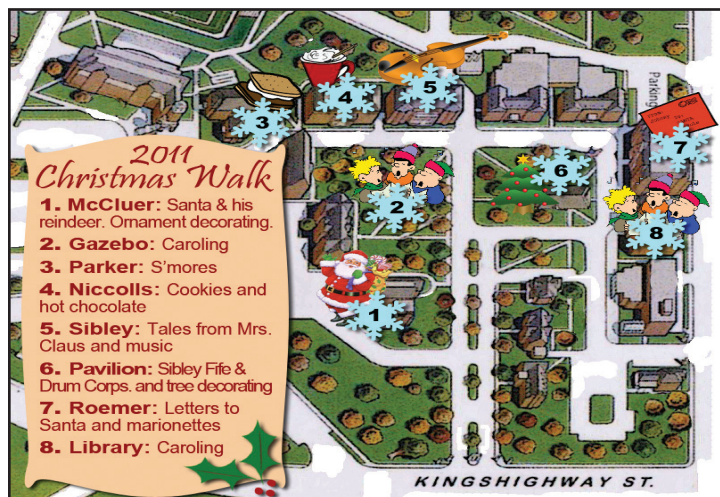 2011
Christmas Walk
1. McCluer: Santa & his
reindeer. Ornament decorating.
2. Gazebo: Caroling
3. Parker: S'mores
4. Niccolls: Cookies and
hot chocolate
5. Sibley: Tales from Mrs.
Claus and music
6. Pavilion: Sibley Fife &
Drum Corps. and tree decorating
7. Roemer: Letters to
Santa and marionettes
8. Library: Caroling
3
4
5
Parking
7
6
2
8
1
KINGSHIGHWAY ST.